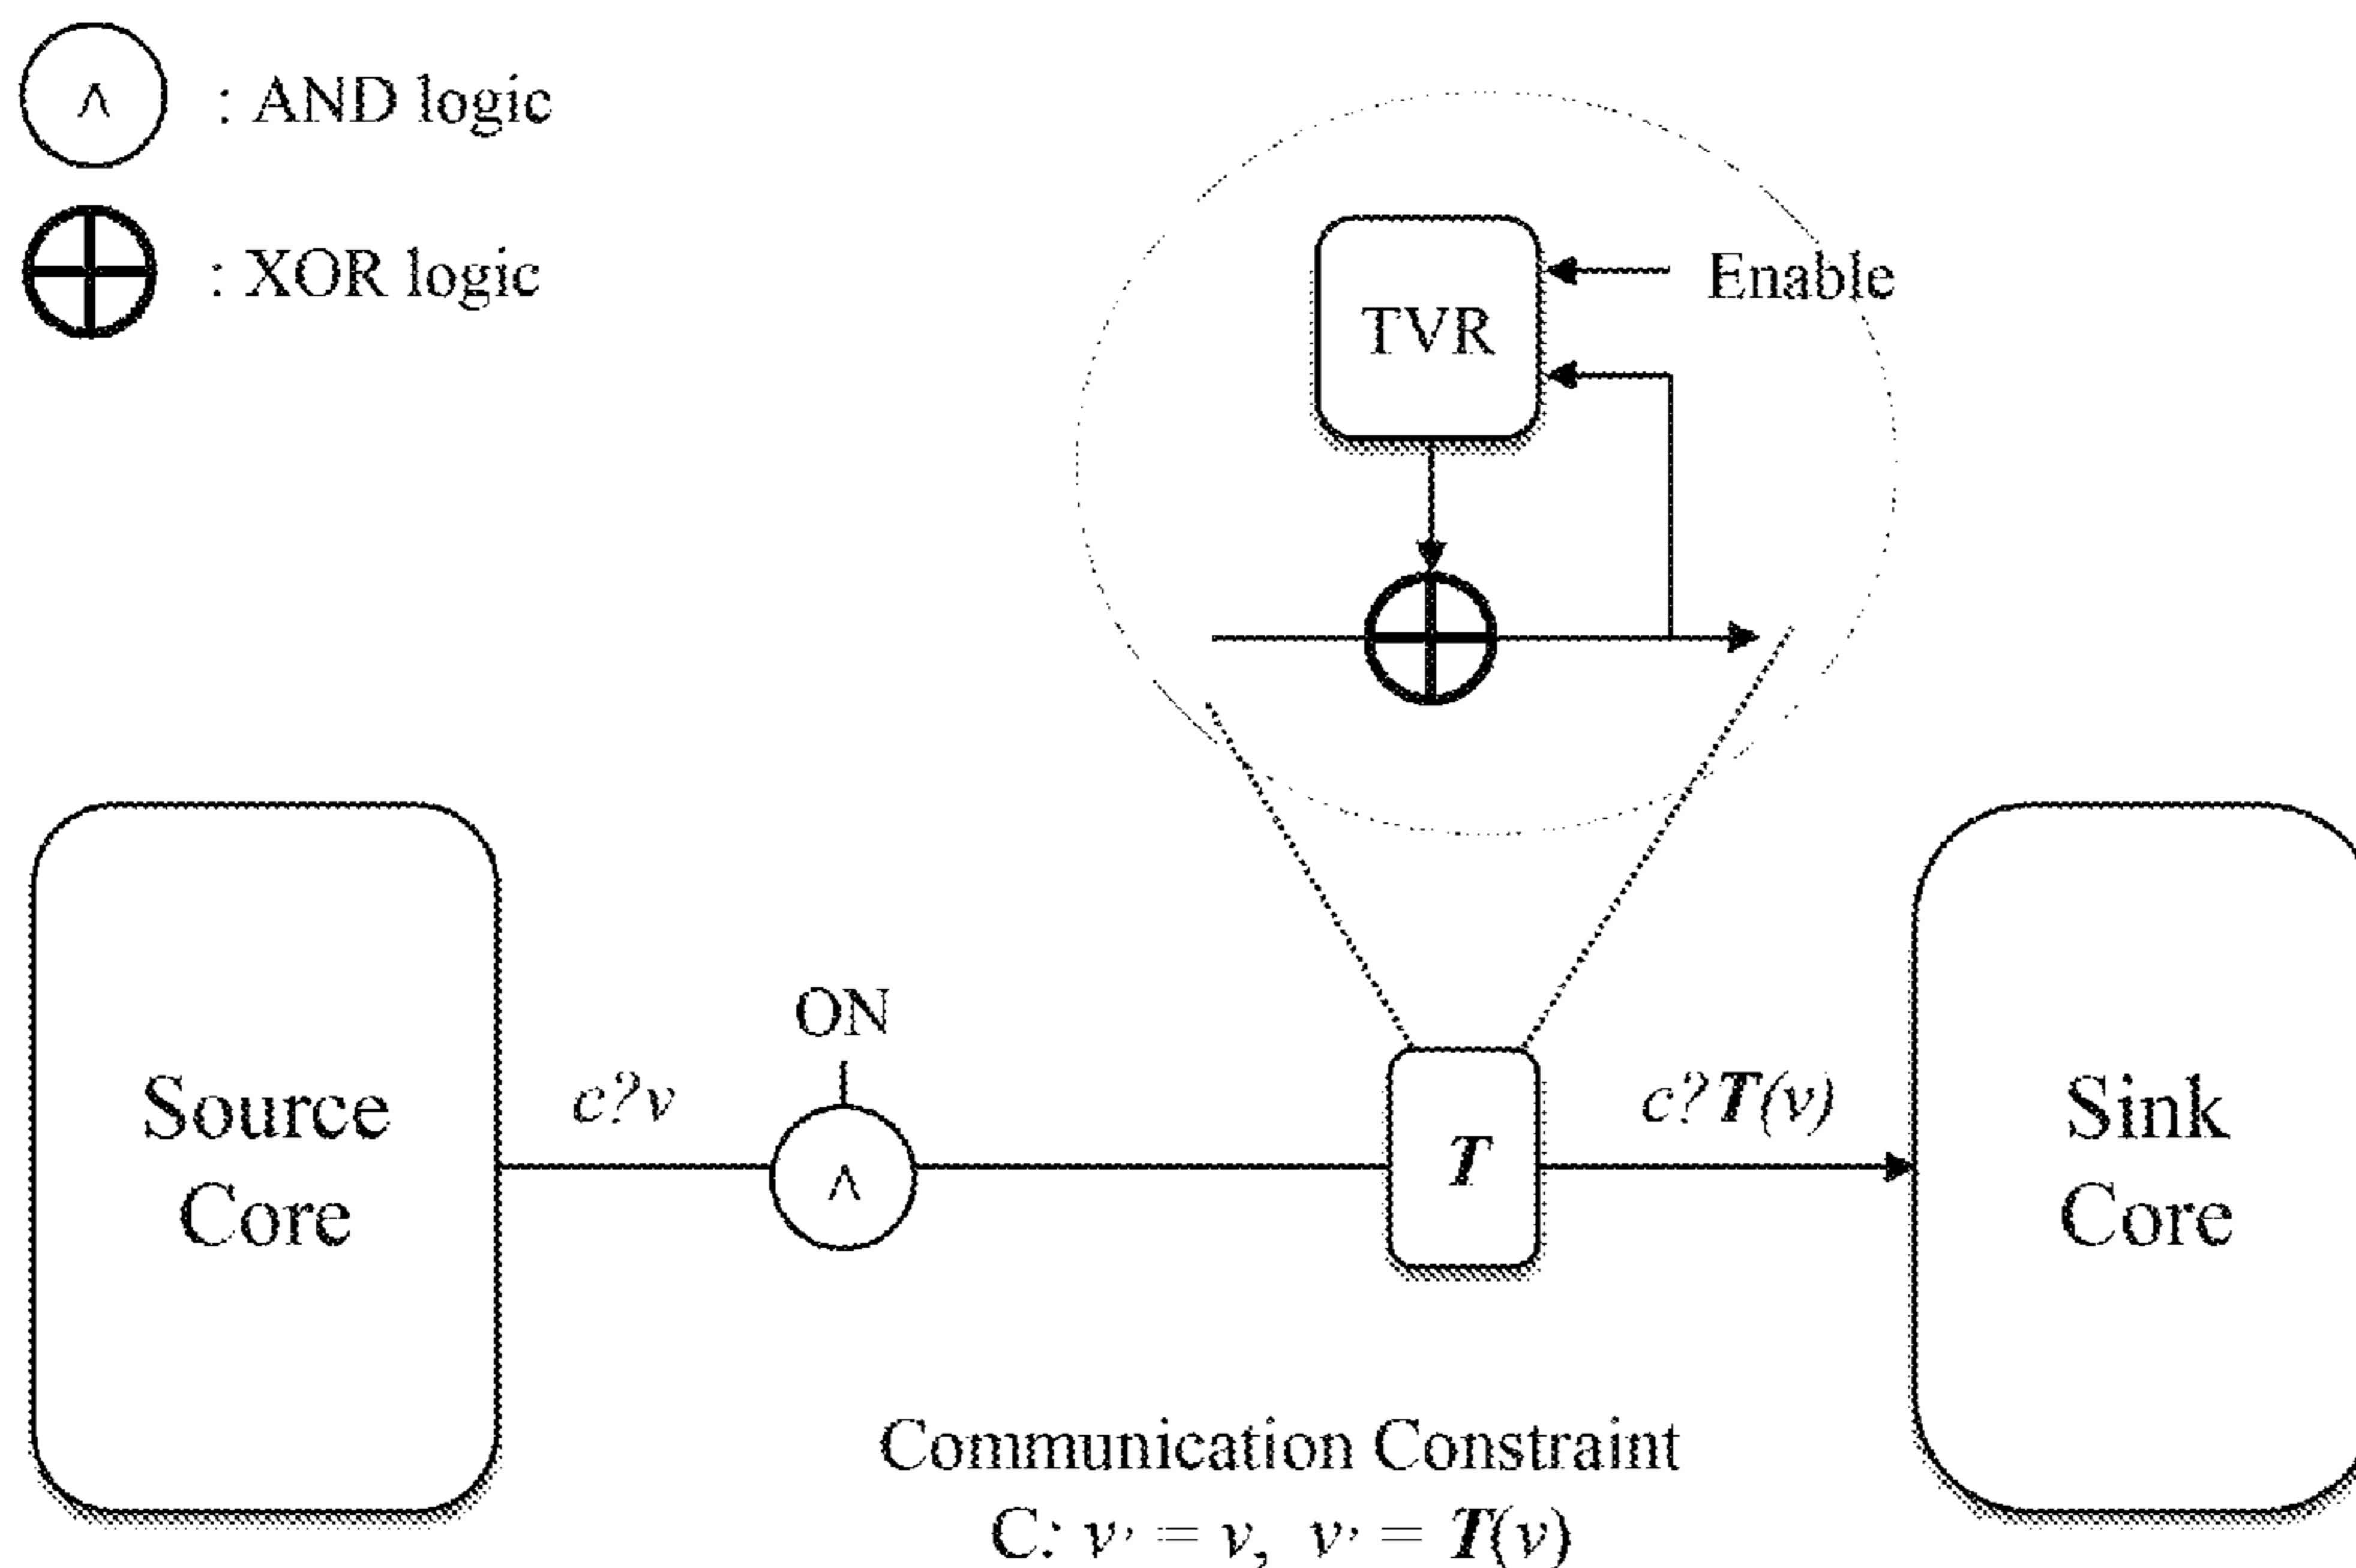 ∧ : AND logic
: XOR logic
Enable
TVR
ON
c?v
∧
T
c?T(v)
Source
Core
Sink
Core
Communication Constraint
C: v’ = v, v’ = T(v)